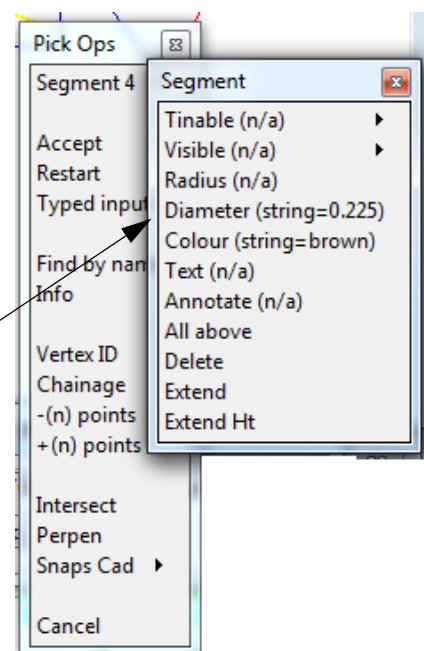 Pick Ops
Segment 4
Accept
Restart
Typed input
Find by nam
Info
Vertex ID
Chainage
-(n) points
+(n) points
Intersect
Perpen
Snaps Cad
Cancel
Segment
Tinable (n/a)
Visible (n/a)
Radius (n/a)
Diameter (string=0.225)
Colour (string=brown)
Text (n/a)
Annotate (n/a)
All above
Delete
Extend
Extend Ht